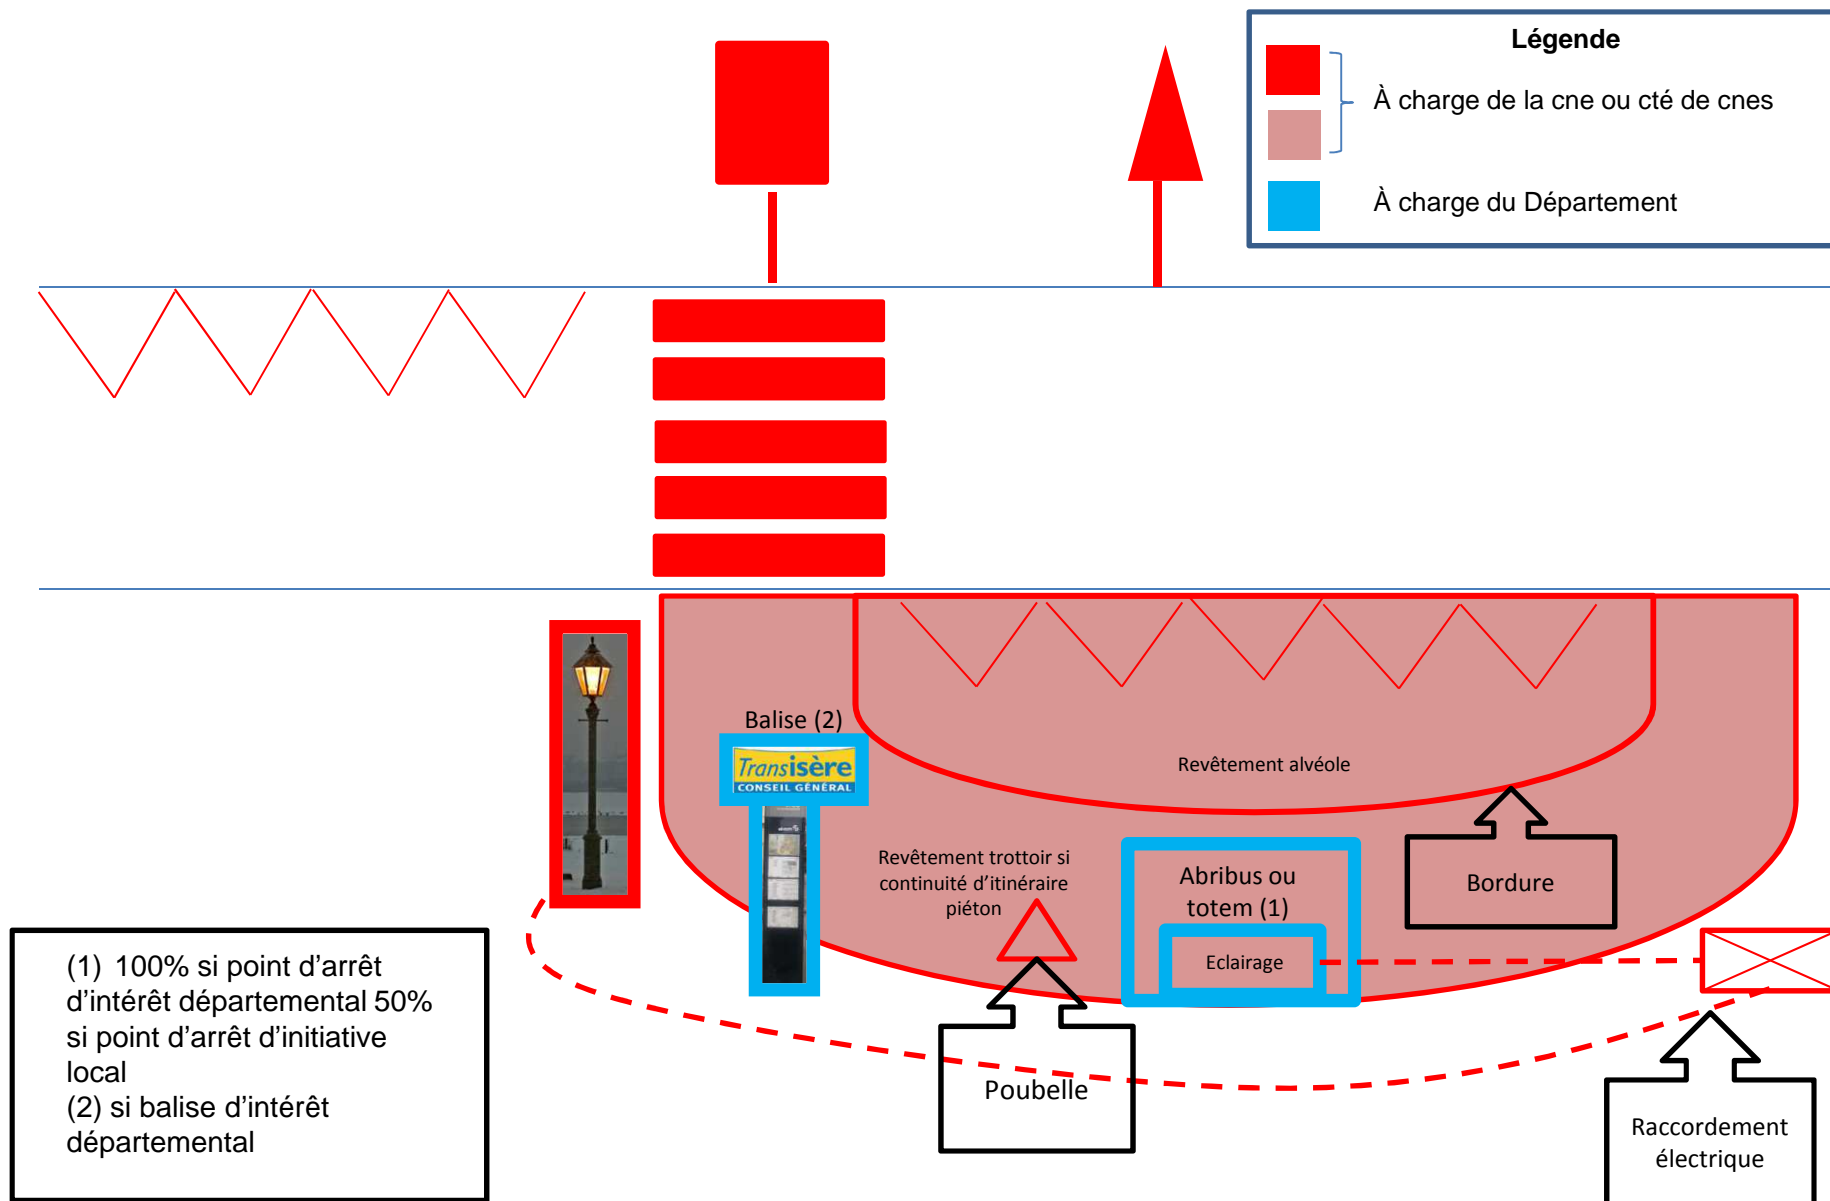 Légende
À charge de la cne ou cté de cnes
À charge du Département
Balise (2)
Transisère
CONSEIL GÉNÉRAL
Revêtement alvéole
Revêtement trottoir si
continuité d'itinéraire
piéton
Abribus ou
totem (1)
Eclairage
Bordure
Poubelle
Raccordement
électrique
(1) 100% si point d'arrêt
d'intérêt départemental 50%
si point d'arrêt d'initiative
local
(2) si balise d'intérêt
départemental